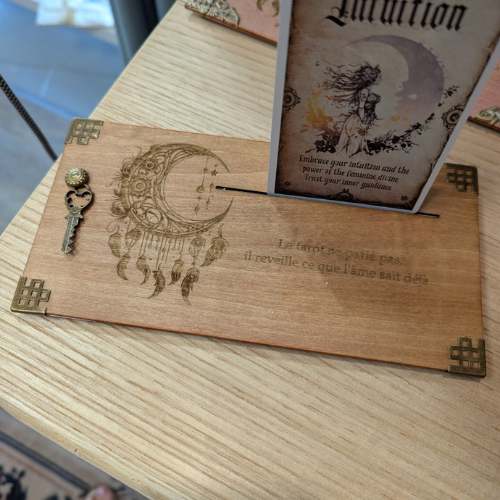 Intuition
Embrace your intuition and the
power of the feminine divine
Trust your inner guidance
Le tarot ne parle pas,
il reveille ce que l'âme sait déjà